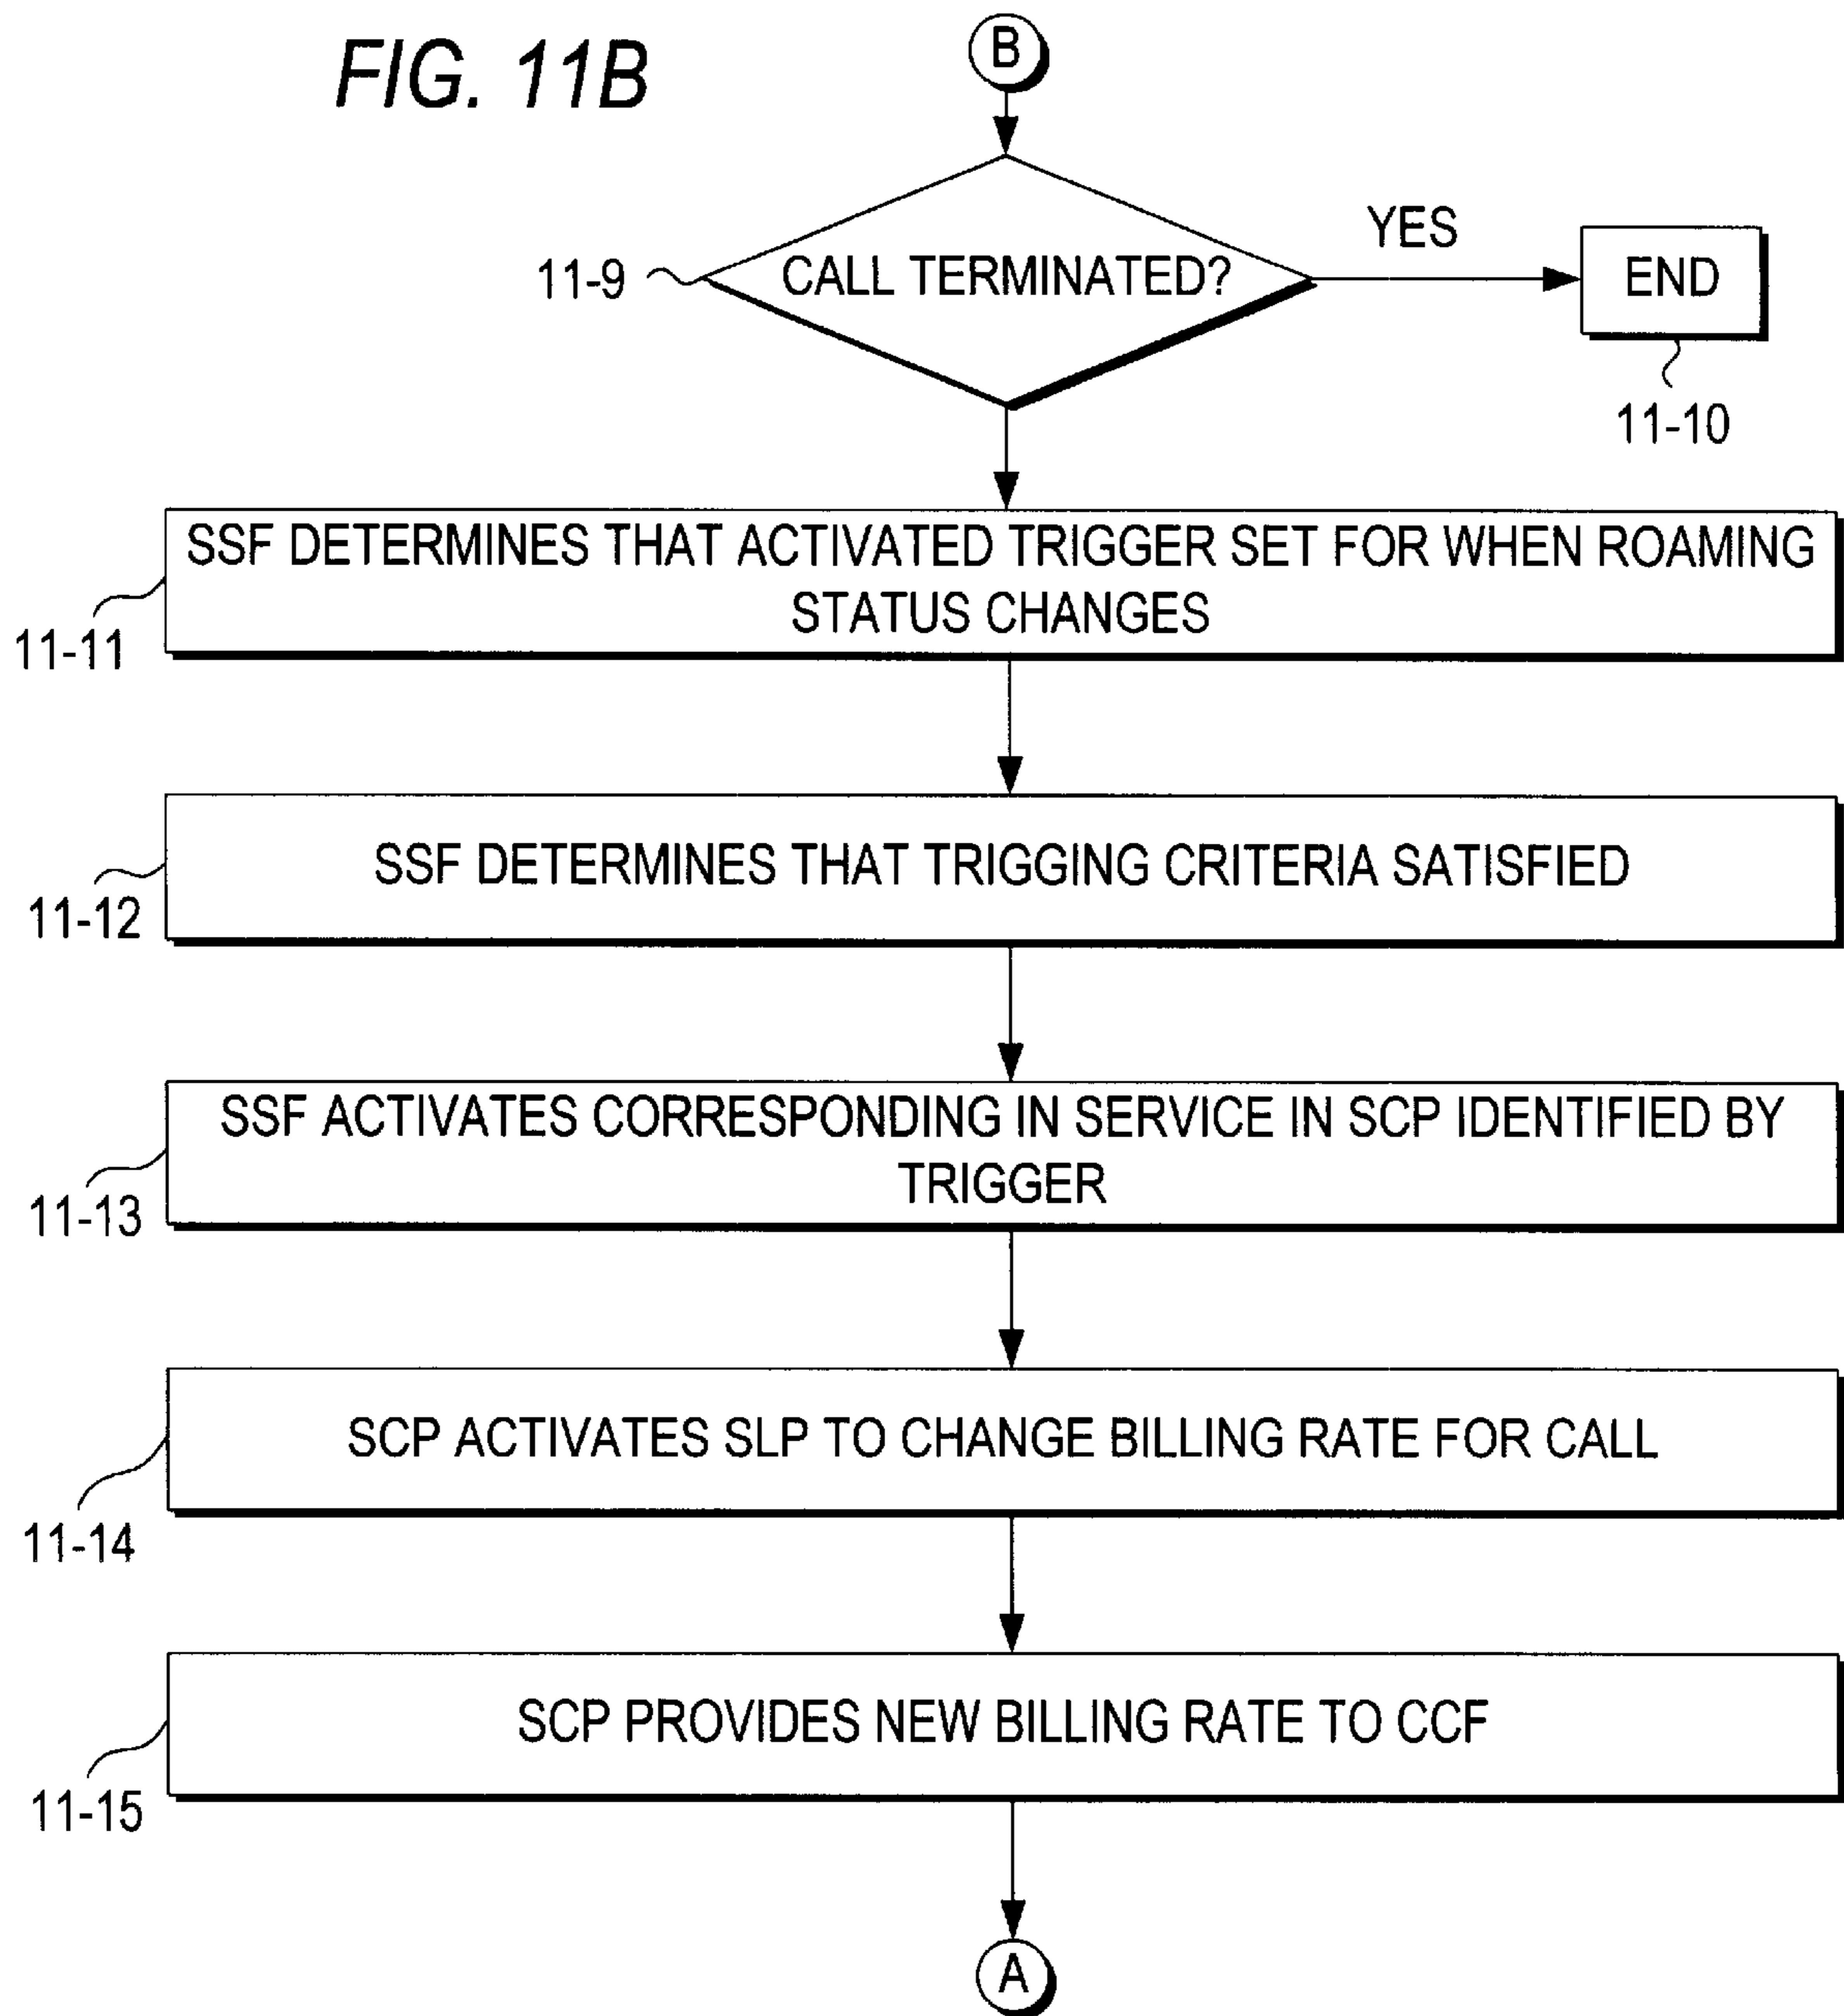 FIG. 11B
B
CALL TERMINATED?
YES
END
11-9
11-10
SSF DETERMINES THAT ACTIVATED TRIGGER SET FOR WHEN ROAMING
STATUS CHANGES
11-11
SSF DETERMINES THAT TRIGGING CRITERIA SATISFIED
11-12
SSF ACTIVATES CORRESPONDING IN SERVICE IN SCP IDENTIFIED BY
TRIGGER
11-13
SCP ACTIVATES SLP TO CHANGE BILLING RATE FOR CALL
11-14
SCP PROVIDES NEW BILLING RATE TO CCF
11-15
A